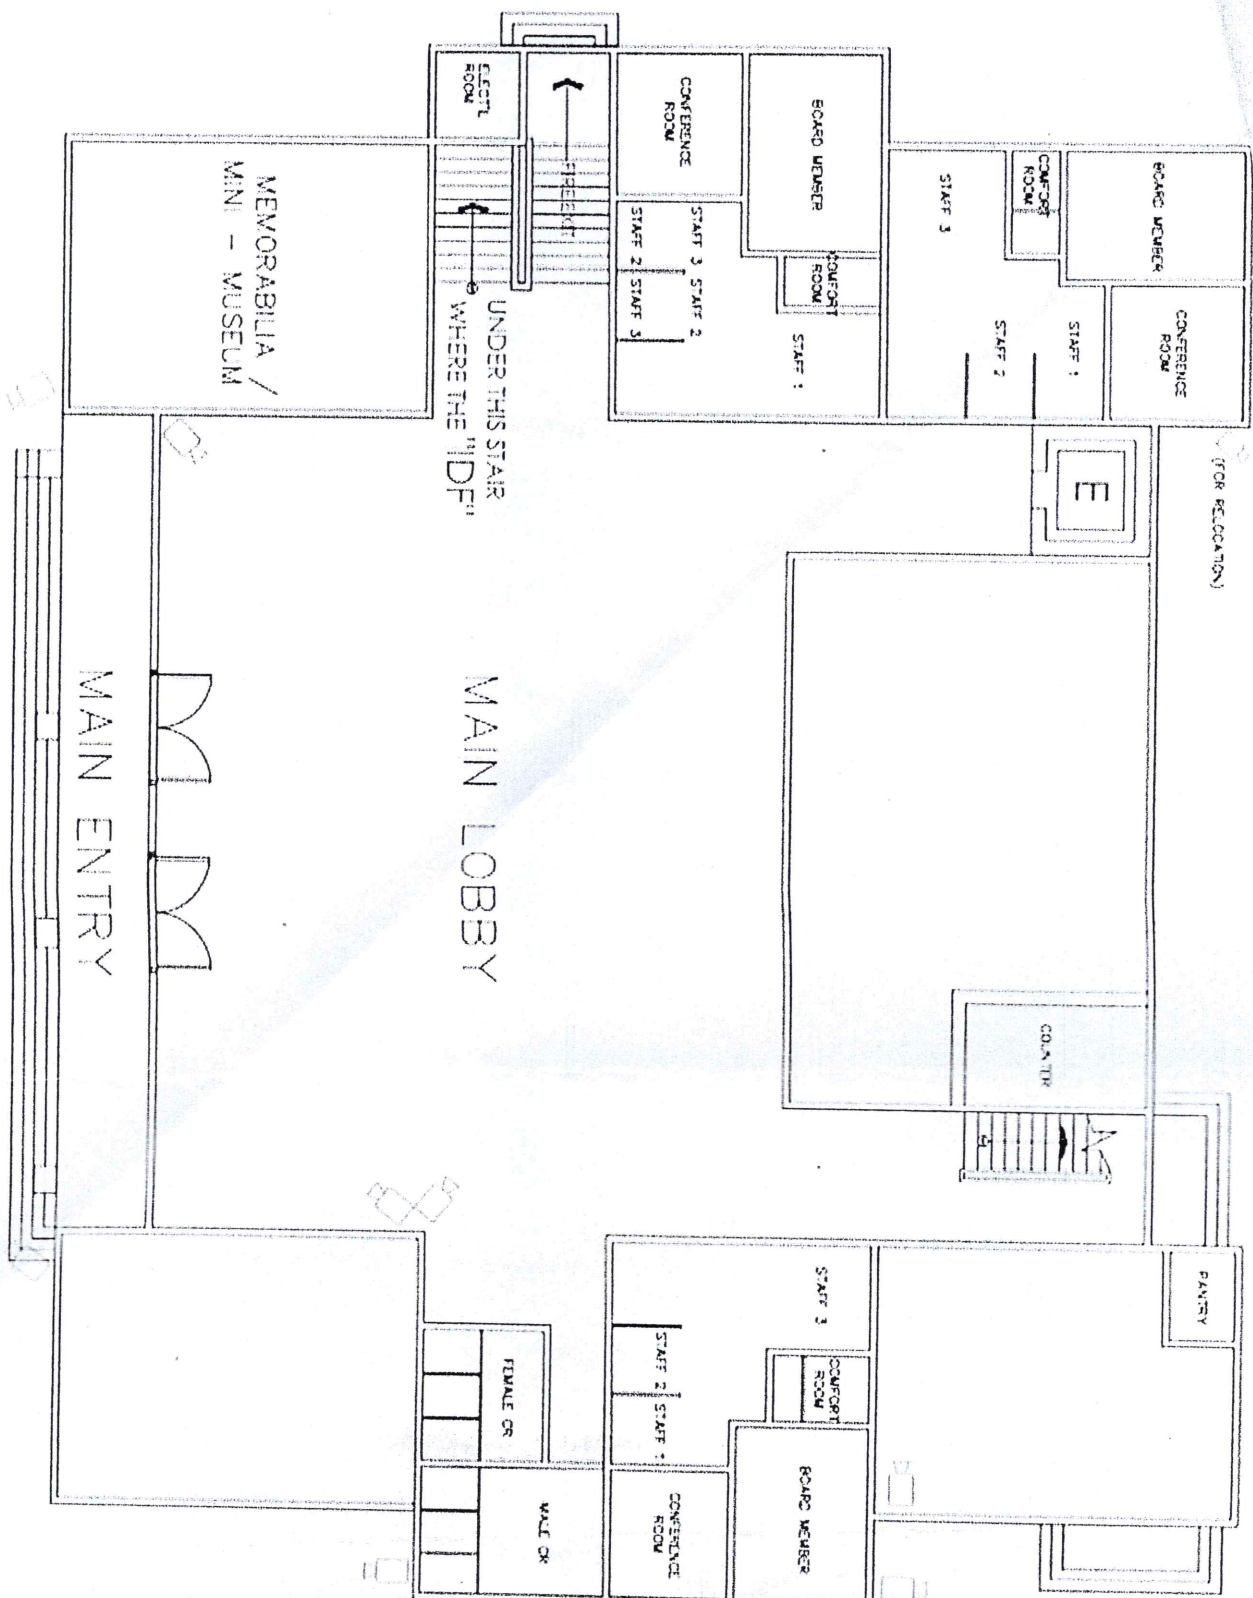 ELECT'L
ROOM
FIREEXIT
CONFERENCE
ROOM
BOARD MEMBER
COMFORT
ROOM
STAFF 3
STAFF 2
STAFF 2
STAFF 3
STAFF 1
STAFF 3
COMFORT
ROOM
BOARD MEMBER
CONFERENCE
ROOM
STAFF 1
STAFF 2
(FOR RELOCATION)
E
MEMORABILIA /
MINI - MUSEUM
UNDER THIS STAIR
WHERE THE "IDF"
MAIN LOBBY
MAIN ENTRY
COUNTER
PANTRY
STAFF 3
COMFORT
ROOM
STAFF 2
STAFF 1
BOARD MEMBER
CONFERENCE
ROOM
FEMALE CR
MALE CR